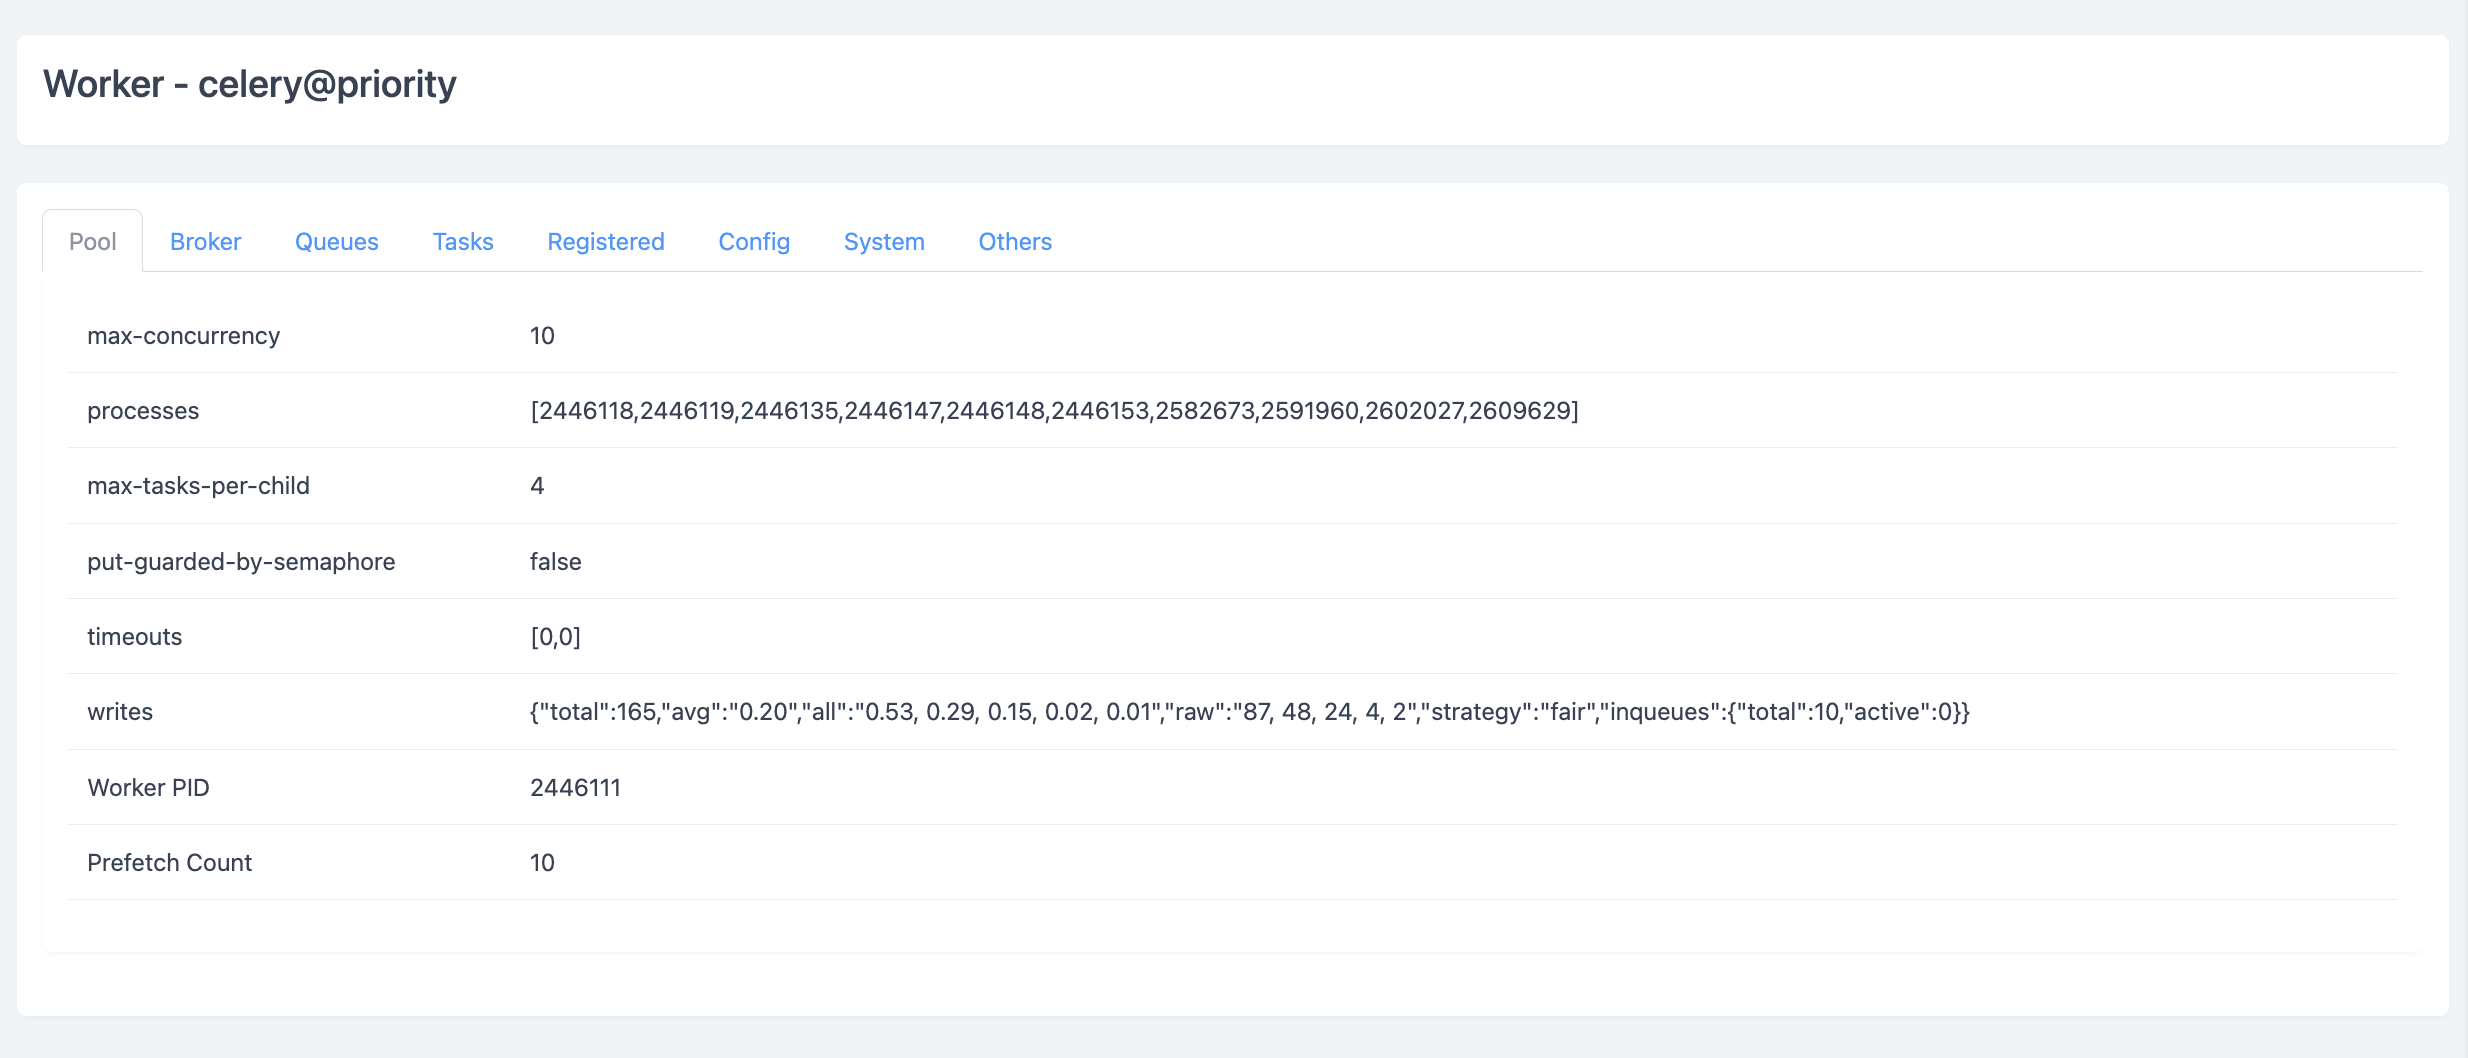 Worker - celery@priority
Pool Broker Queues Tasks Registered Config System Others
max-concurrency 10
processes [2446118,2446119,2446135,2446147,2446148,2446153,2582673,2591960,2602027,2609629]
max-tasks-per-child 4
put-guarded-by-semaphore false
timeouts [0,0]
writes {"total":165,"avg":"0.20","all":"0.53, 0.29, 0.15, 0.02, 0.01","raw":"87, 48, 24, 4, 2","strategy":"fair","inqueues":{"total":10,"active":0}}
Worker PID 2446111
Prefetch Count 10